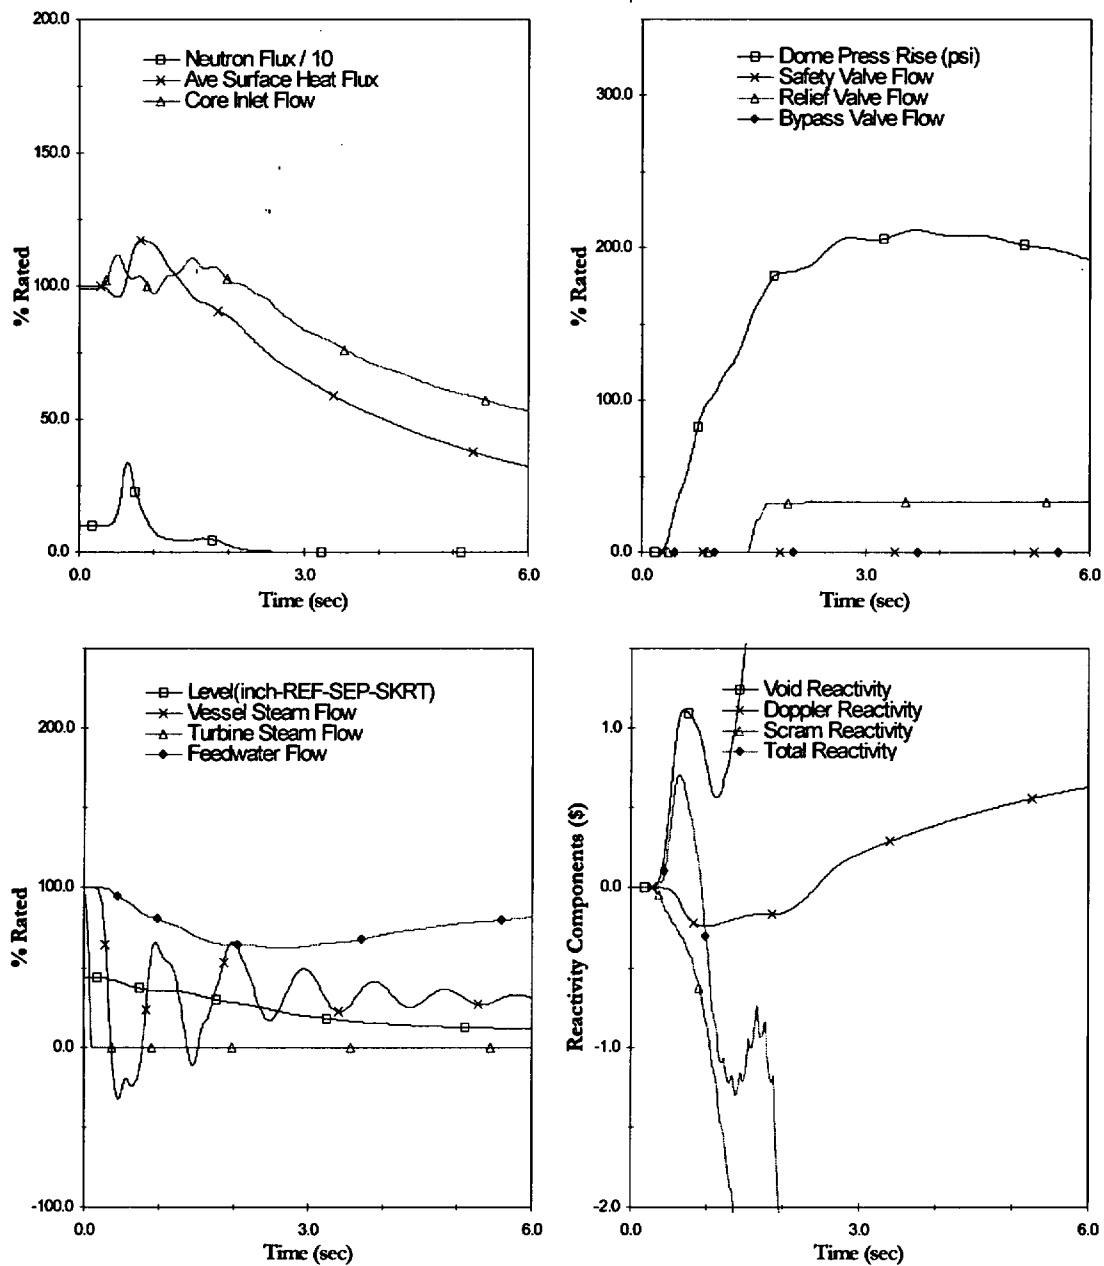 200.0
Neutron Flux / 10
Ave Surface Heat Flux
Core Inlet Flow
150.0
100.0
50.0
0.0
% Rated
0.0
3.0
6.0
Time (sec)
Dome Press Rise (psi)
Safety Valve Flow
Relief Valve Flow
Bypass Valve Flow
300.0
200.0
100.0
0.0
% Rated
0.0
3.0
6.0
Time (sec)
Level(inch-REF-SEP-SKRT)
Vessel Steam Flow
Turbine Steam Flow
Feedwater Flow
200.0
100.0
0.0
-100.0
% Rated
0.0
3.0
6.0
Time (sec)
Void Reactivity
Doppler Reactivity
Scram Reactivity
Total Reactivity
1.0
0.0
-1.0
-2.0
Reactivity Components ($)
0.0
3.0
6.0
Time (sec)